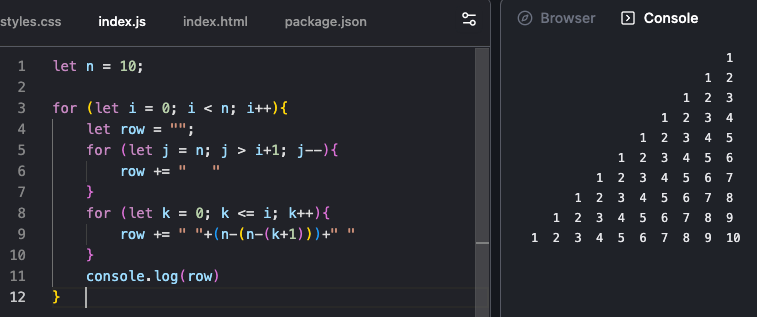 styles.css index.js index.html package.json
Browser Console
1 let n = 10;
2
3 for (let i = 0; i < n; i++){
4     let row = "";
5     for (let j = n; j > i+1; j--){
6         row += "   "
7     }
8     for (let k = 0; k <= i; k++){
9         row += " "+(n-(n-(k+1)))+" "
10     }
11     console.log(row)
12 }
1
1 2
1 2 3
1 2 3 4
1 2 3 4 5
1 2 3 4 5 6
1 2 3 4 5 6 7
1 2 3 4 5 6 7 8
1 2 3 4 5 6 7 8 9
1 2 3 4 5 6 7 8 9 10